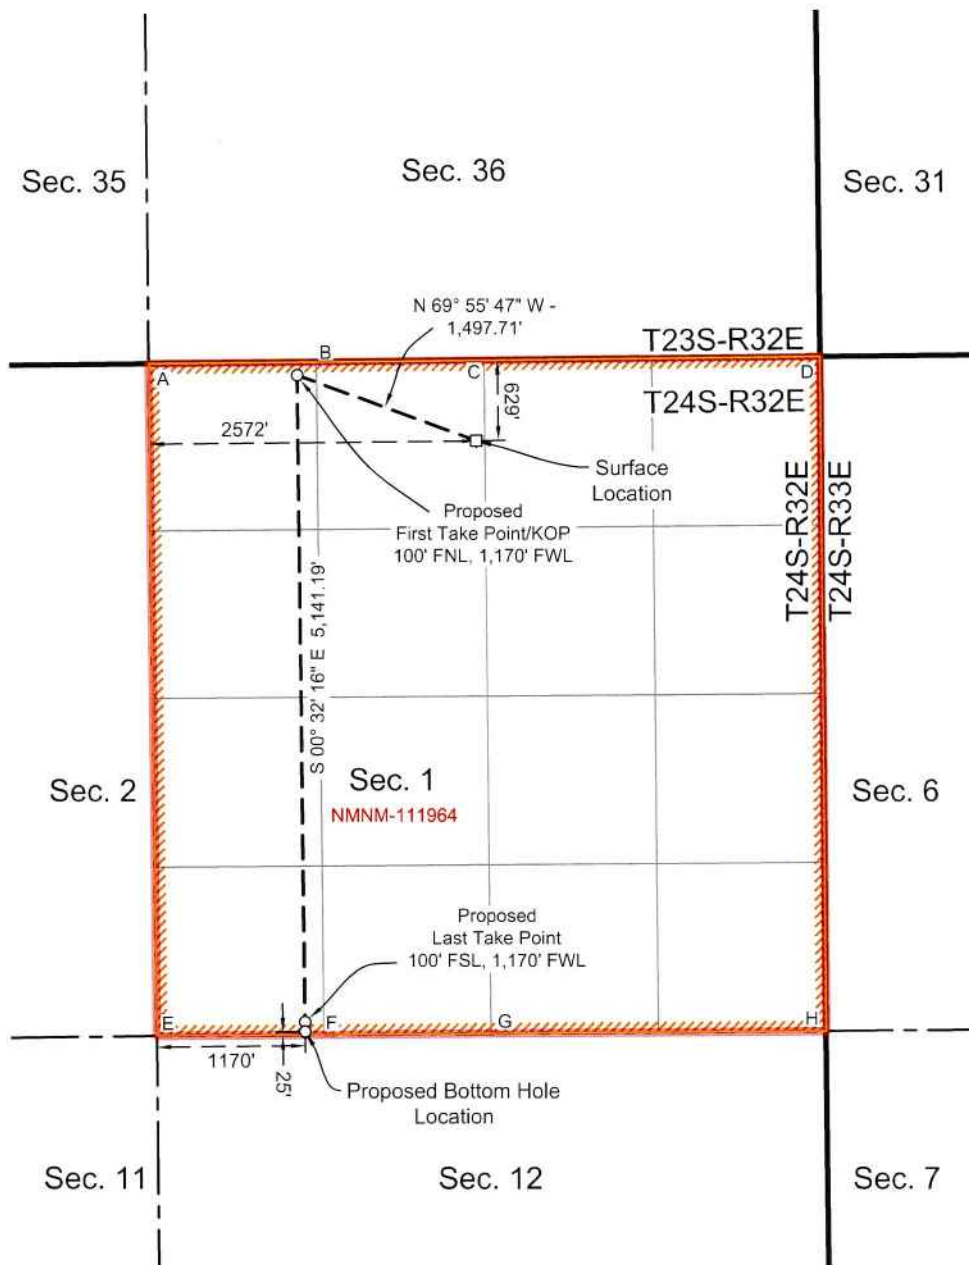 Sec. 35
Sec. 36
Sec. 31
N 69° 55' 47" W -
1,497.71'
T23S-R32E
A
B
C
D
T24S-R32E
629'
2572'
Surface
Location
Proposed
First Take Point/KOP
100' FNL, 1,170' FWL
T24S-R32E
T24S-R33E
S 00° 32' 16" E 5,141.19'
Sec. 2
Sec. 1
NMNM-111964
Sec. 6
Proposed
Last Take Point
100' FSL, 1,170' FWL
E
F
G
H
1170'
25'
Proposed Bottom Hole
Location
Sec. 11
Sec. 12
Sec. 7